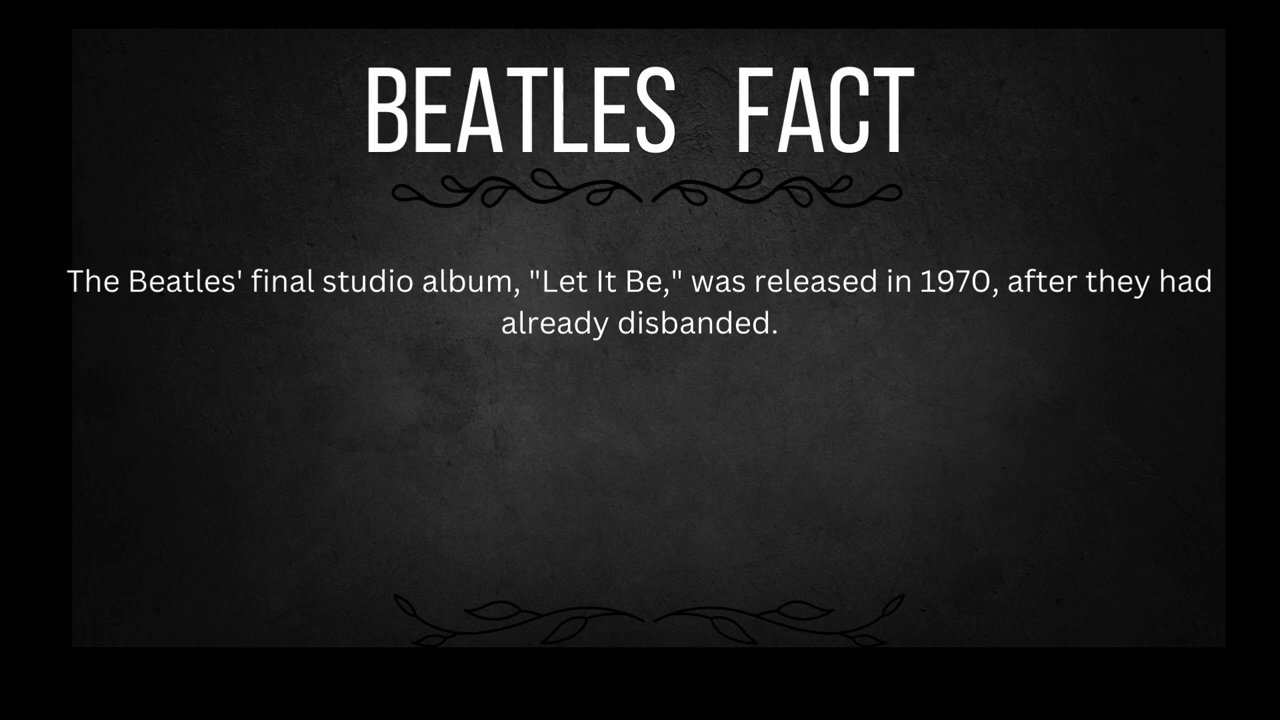 BEATLES FACT
The Beatles' final studio album, "Let It Be," was released in 1970, after they had
already disbanded.